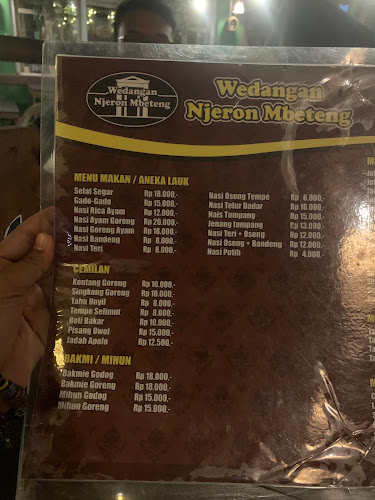 Wedangan
Njeron Mbeteng
Wedangan
Njeron Mbeteng
MENU MAKAN / ANEKA LAUK
Selat Segar Rp 18.000,-
Gado-Gado Rp 15.000,-
Nasi Rica Ayam Rp 12.000,-
Nasi Ayam Goreng Rp 20.000,-
Nasi Goreng Ayam Rp 18.000,-
Nasi Bandeng Rp 8.000,-
Nasi Teri Rp 8.000,-
Nasi Oseng Tempe Rp 6.000,-
Nasi Telur Dadar Rp 10.000,-
Nais Tumpang Rp 15.000,-
Jenang tumpang Rp 13.000,-
Nasi Teri + Oseng Rp 12.000,-
Nasi Oseng + Bandeng Rp 12.000,-
Nasi Putih Rp 4.000,-
CEMILAN
Kentang Goreng Rp 10.000,-
Singkong Goreng Rp 10.000,-
Tahu Unyil Rp 8.000,-
Tempe Selimut Rp 8.000,-
Roti Bakar Rp 10.000,-
Pisang Owol Rp 15.000,-
Jadah Apolo Rp 12.500,-
BAKMI / MIHUN
Bakmie Godog Rp 18.000,-
Bakmie Goreng Rp 18.000,-
Mihun Godog Rp 15.000,-
Mihun Goreng Rp 15.000,-